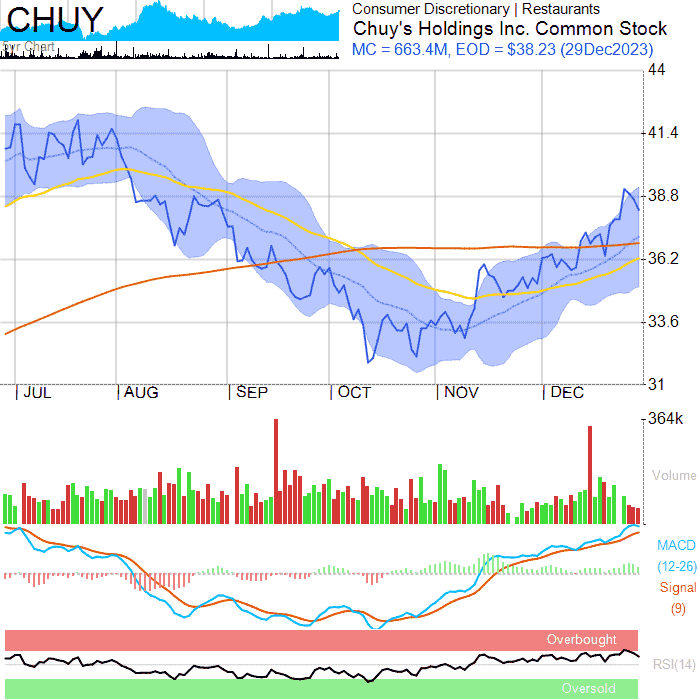 CHUY
5yr Chart
Consumer Discretionary | Restaurants
Chuy's Holdings Inc. Common Stock
MC = 663.4M, EOD = $38.23 (29Dec2023)
44
41.4
38.8
36.2
33.6
31
JUL AUG SEP OCT NOV DEC
364k
Volume
MACD
(12-26)
Signal
(9)
Overbought
RSI(14)
Oversold